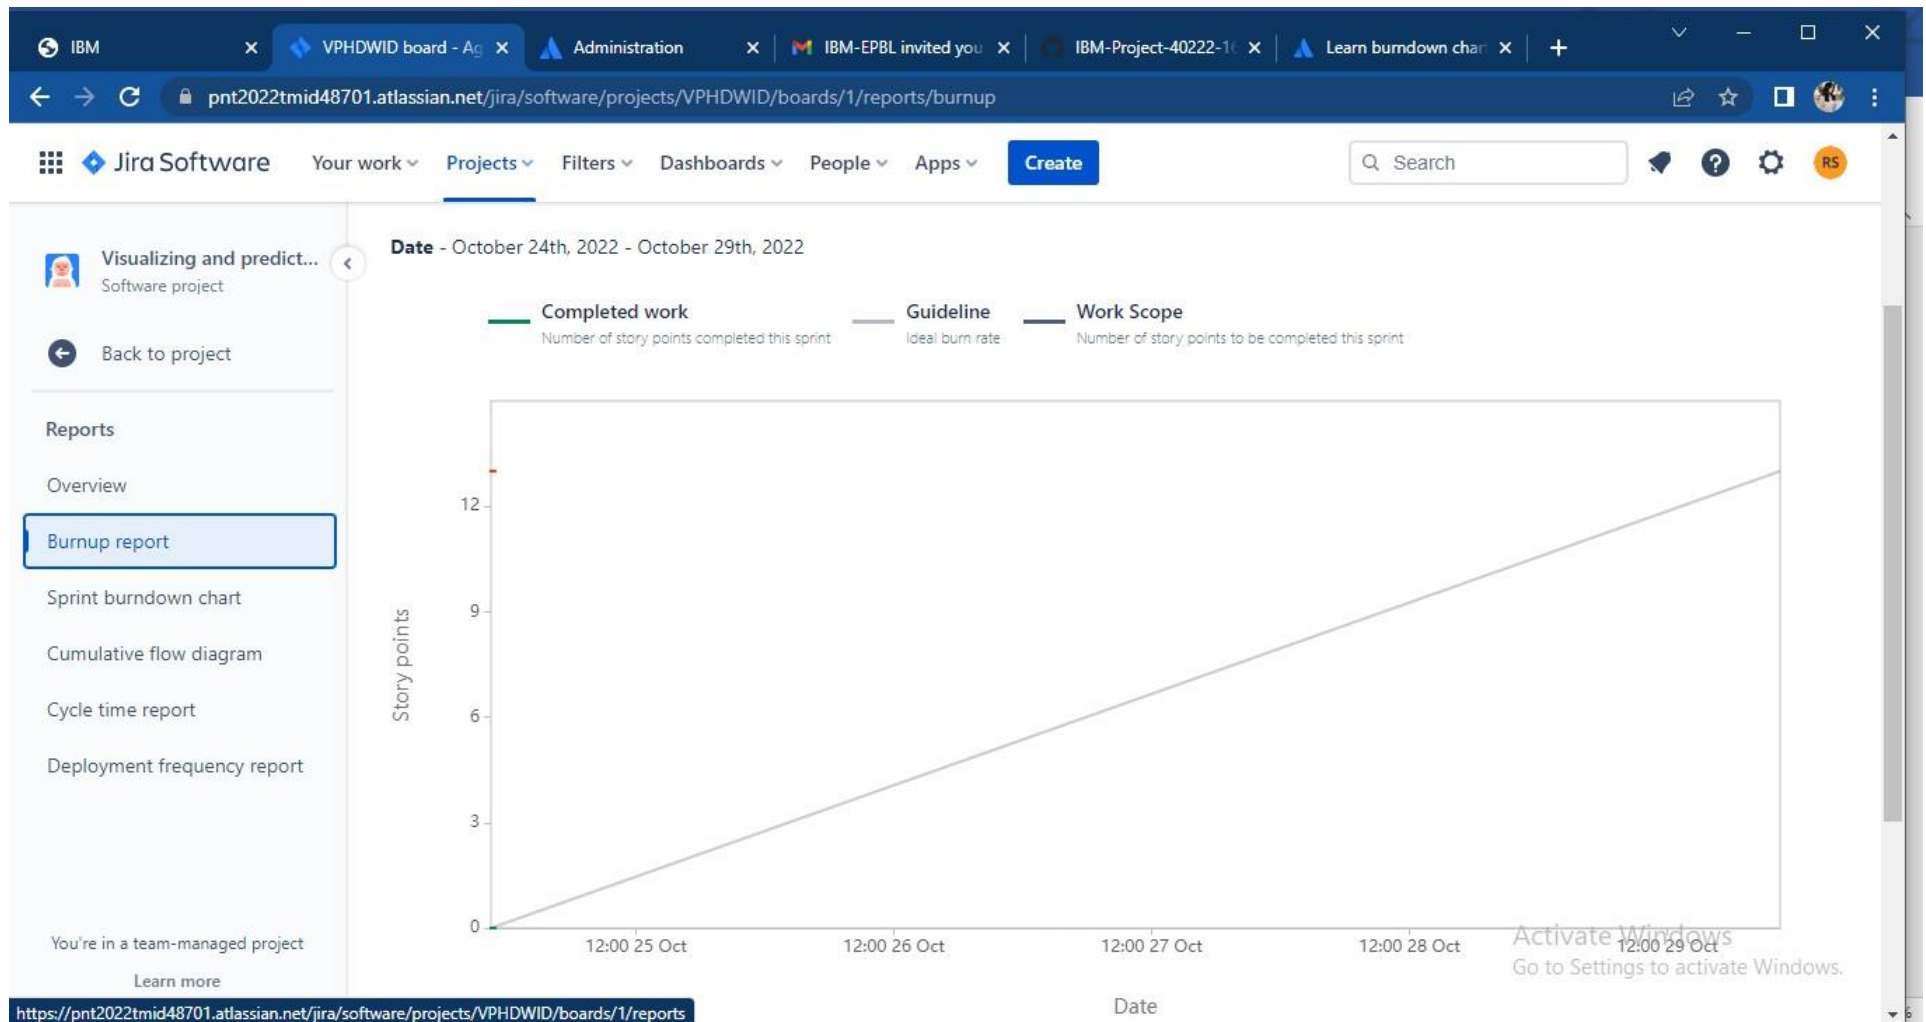 IBM
VPHDWID board - Ag
Administration
IBM-EPBL invited you
IBM-Project-40222-16
Learn burndown char
pnt2022tmid48701.atlassian.net/jira/software/projects/VPHDWID/boards/1/reports/burnup
Jira Software
Your work
Projects
Filters
Dashboards
People
Apps
Create
Search
RS
Visualizing and predict...
Software project
Back to project
Reports
Overview
Burnup report
Sprint burndown chart
Cumulative flow diagram
Cycle time report
Deployment frequency report
You're in a team-managed project
Learn more
https://pnt2022tmid48701.atlassian.net/jira/software/projects/VPHDWID/boards/1/reports
Date - October 24th, 2022 - October 29th, 2022
Completed work
Number of story points completed this sprint
Guideline
Ideal burn rate
Work Scope
Number of story points to be completed this sprint
Story points
12
9
6
3
0
12:00 25 Oct
12:00 26 Oct
12:00 27 Oct
12:00 28 Oct
12:00 29 Oct
Date
Activate Windows
Go to Settings to activate Windows.